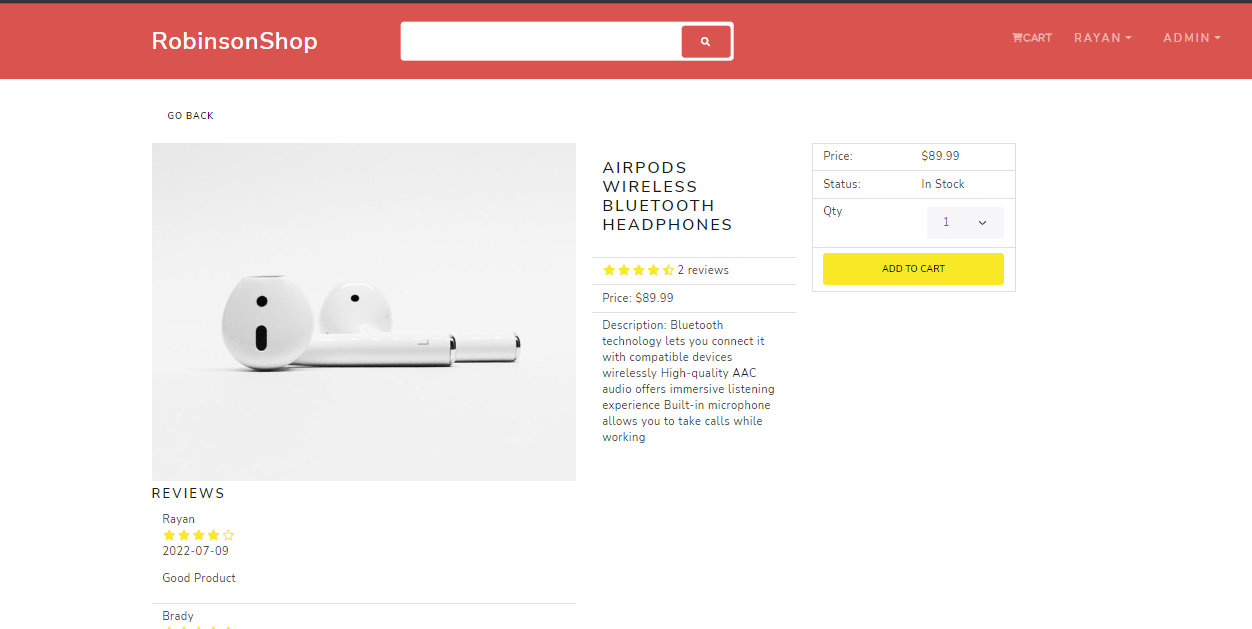 RobinsonShop
CART
RAYAN
ADMIN
GO BACK
AIRPODS
WIRELESS
BLUETOOTH
HEADPHONES
2 reviews
Price: $89.99
Description: Bluetooth
technology lets you connect it
with compatible devices
wirelessly High-quality AAC
audio offers immersive listening
experience Built-in microphone
allows you to take calls while
working
Price: $89.99
Status: In Stock
Qty 1
ADD TO CART
REVIEWS
Rayan
2022-07-09
Good Product
Brady